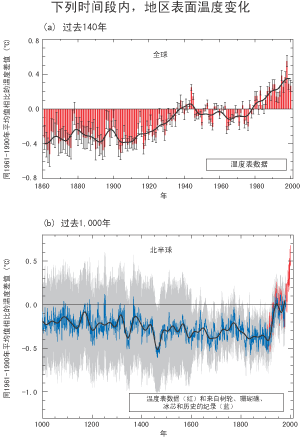 下列时间段内，地区表面温度变化
(a) 过去140年
同1961-1990年平均值相比的温度差值 (℃)
0.8
全球
0.4
0.0
-0.4
温度表数据
-0.8
1860 1880 1900 1920 1940 1960 1980 2000
年
(b) 过去1,000年
同1961-1990年平均值相比的温度差值 (℃)
北半球
0.5
0.0
-0.5
-1.0
温度表数据（红）和来自树轮、珊瑚礁、
冰芯和历史的纪录（蓝）
1000 1200 1400 1600 1800 2000
年